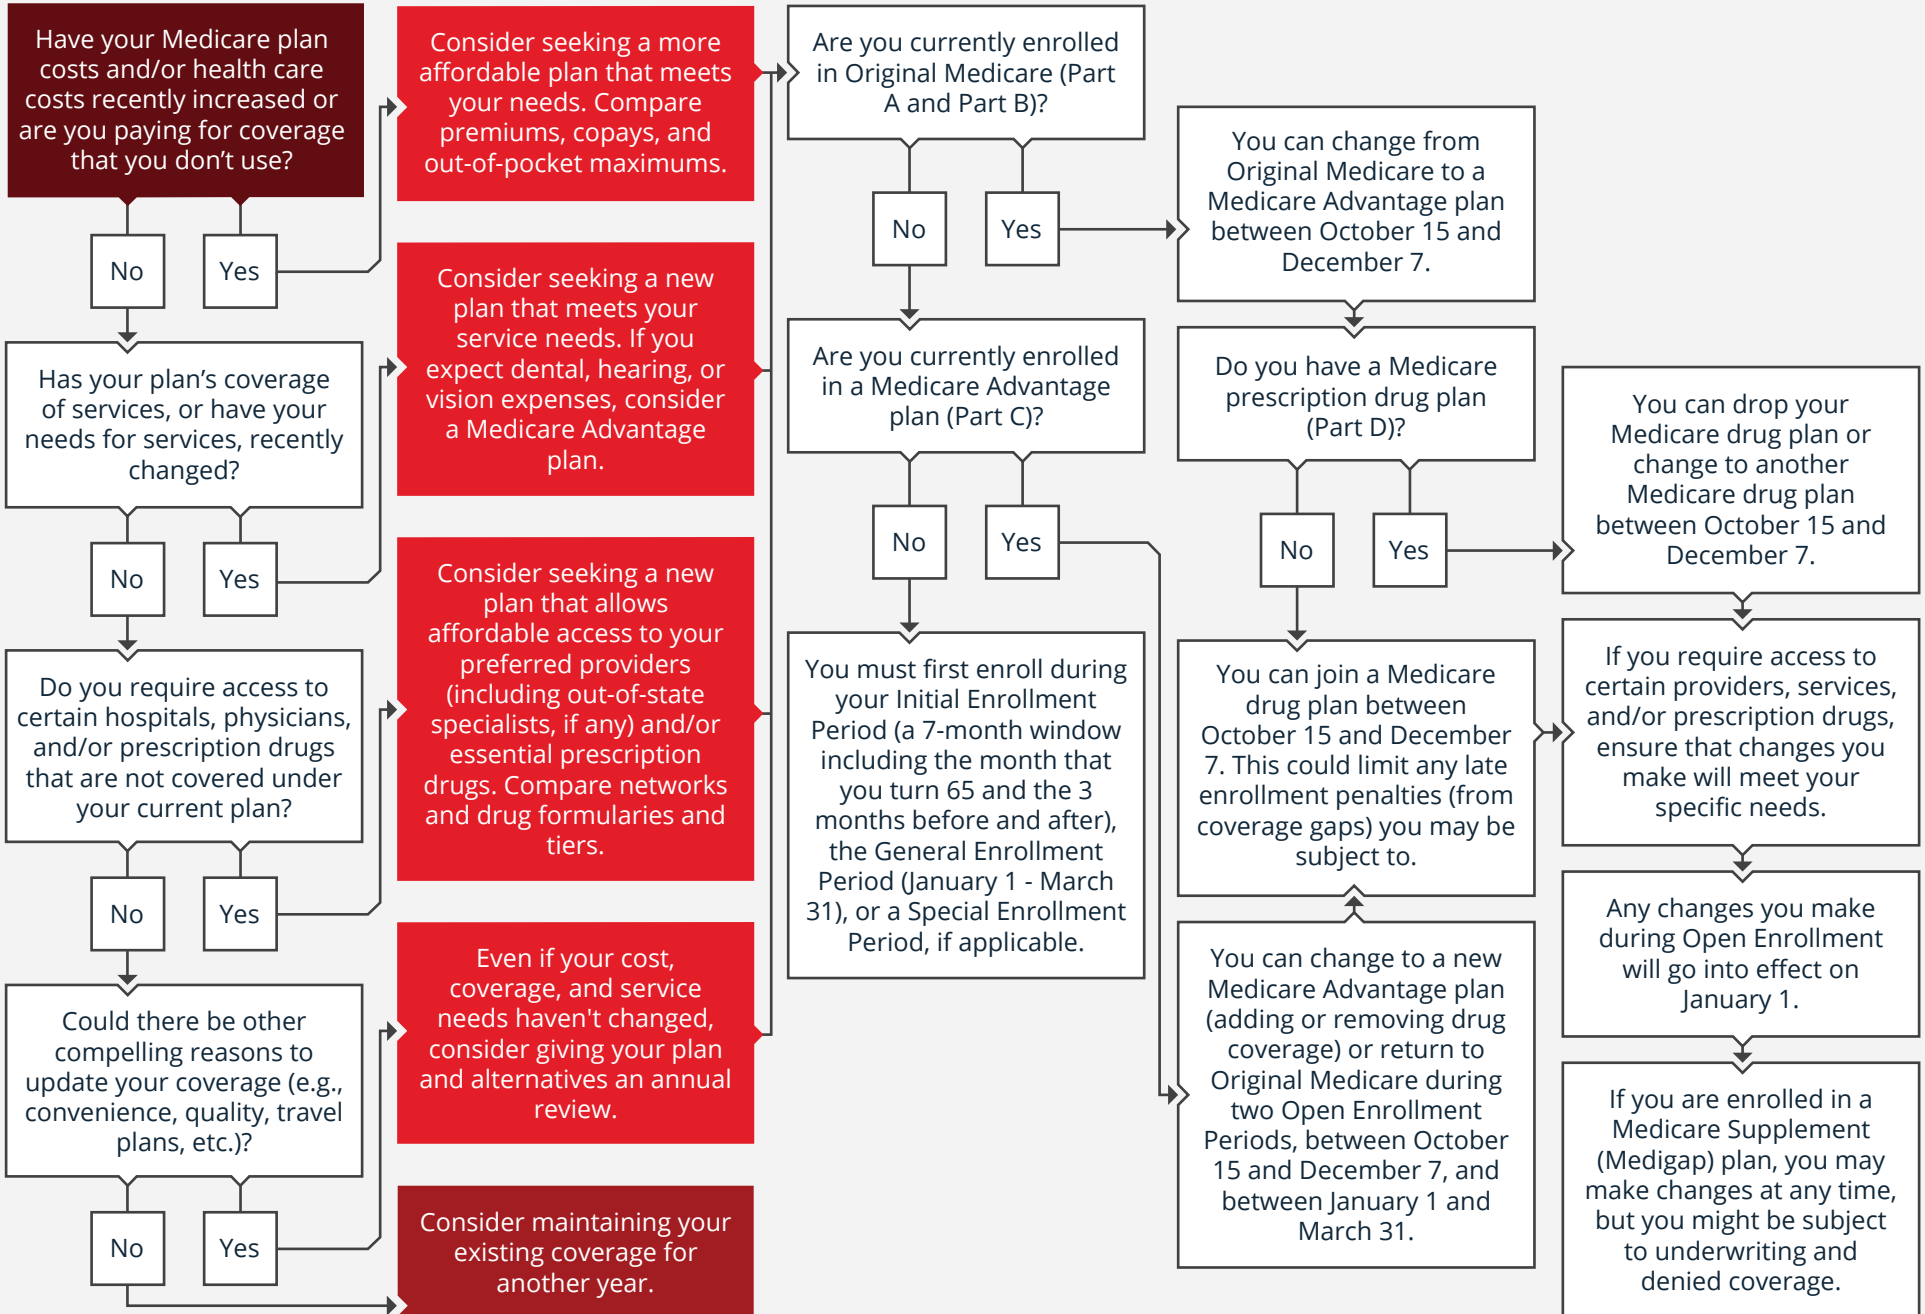 Have your Medicare plan
costs and/or health care
costs recently increased or
are you paying for coverage
that you don’t use?
No
Yes
Has your plan’s coverage
of services, or have your
needs for services, recently
changed?
No
Yes
Do you require access to
certain hospitals, physicians,
and/or prescription drugs
that are not covered under
your current plan?
No
Yes
Could there be other
compelling reasons to
update your coverage (e.g.,
convenience, quality, travel
plans, etc.)?
No
Yes
Consider seeking a more
affordable plan that meets
your needs. Compare
premiums, copays, and
out-of-pocket maximums.
Consider seeking a new
plan that meets your
service needs. If you
expect dental, hearing, or
vision expenses, consider
a Medicare Advantage
plan.
Consider seeking a new
plan that allows
affordable access to your
preferred providers
(including out-of-state
specialists, if any) and/or
essential prescription
drugs. Compare networks
and drug formularies and
tiers.
Even if your cost,
coverage, and service
needs haven't changed,
consider giving your plan
and alternatives an annual
review.
Consider maintaining your
existing coverage for
another year.
Are you currently enrolled
in Original Medicare (Part
A and Part B)?
No
Yes
Are you currently enrolled
in a Medicare Advantage
plan (Part C)?
No
Yes
You must first enroll during
your Initial Enrollment
Period (a 7-month window
including the month that
you turn 65 and the 3
months before and after),
the General Enrollment
Period (January 1 - March
31), or a Special Enrollment
Period, if applicable.
You can change from
Original Medicare to a
Medicare Advantage plan
between October 15 and
December 7.
Do you have a Medicare
prescription drug plan
(Part D)?
No
Yes
You can join a Medicare
drug plan between
October 15 and December
7. This could limit any late
enrollment penalties (from
coverage gaps) you may be
subject to.
You can change to a new
Medicare Advantage plan
(adding or removing drug
coverage) or return to
Original Medicare during
two Open Enrollment
Periods, between October
15 and December 7, and
between January 1 and
March 31.
You can drop your
Medicare drug plan or
change to another
Medicare drug plan
between October 15 and
December 7.
If you require access to
certain providers, services,
and/or prescription drugs,
ensure that changes you
make will meet your
specific needs.
Any changes you make
during Open Enrollment
will go into effect on
January 1.
If you are enrolled in a
Medicare Supplement
(Medigap) plan, you may
make changes at any time,
but you might be subject
to underwriting and
denied coverage.